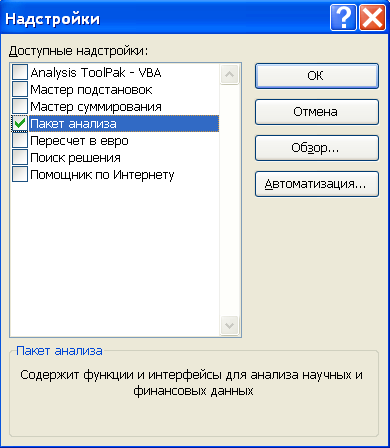 Надстройки
Доступные надстройки:
Analysis ToolPak - VBA
Мастер подстановок
Мастер суммирования
Пакет анализа
Пересчет в евро
Поиск решения
Помощник по Интернету
ОК
Отмена
Обзор...
Автоматизация...
Пакет анализа
Содержит функции и интерфейсы для анализа научных и
финансовых данных